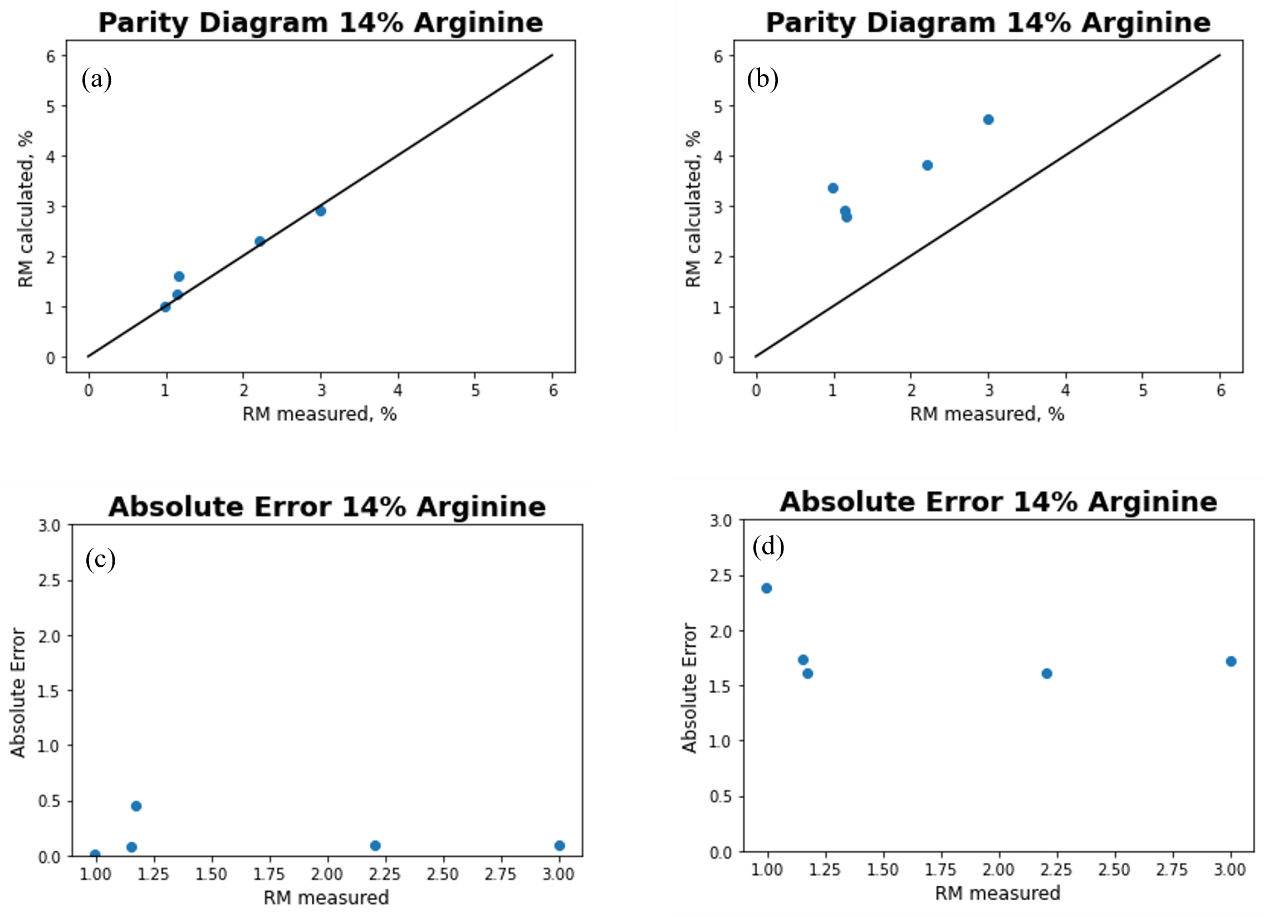 Parity Diagram 14% Arginine
(a)
6
5
4
3
2
1
0
RM calculated, %
0 1 2 3 4 5 6
RM measured, %
Parity Diagram 14% Arginine
(b)
6
5
4
3
2
1
0
RM calculated, %
0 1 2 3 4 5 6
RM measured, %
Absolute Error 14% Arginine
(c)
3.0
2.5
2.0
1.5
1.0
0.5
0.0
Absolute Error
1.00 1.25 1.50 1.75 2.00 2.25 2.50 2.75 3.00
RM measured
Absolute Error 14% Arginine
(d)
3.0
2.5
2.0
1.5
1.0
0.5
0.0
Absolute Error
1.00 1.25 1.50 1.75 2.00 2.25 2.50 2.75 3.00
RM measured